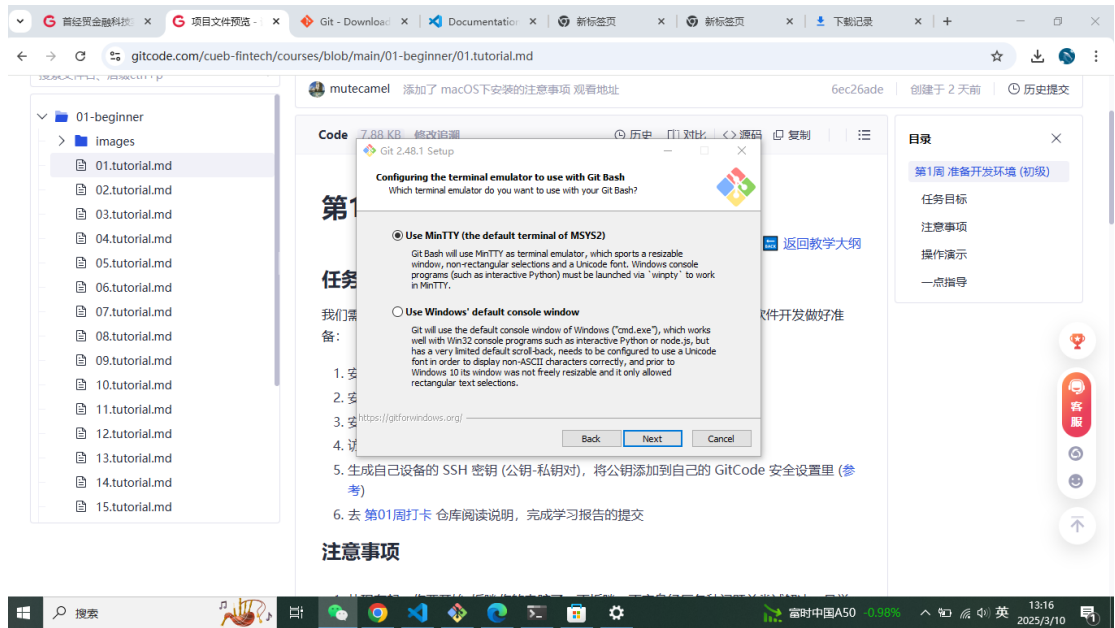 首经贸金融科技
项目文件预览 -
Git - Download
Documentation
新标签页
新标签页
下载记录
gitcode.com/cueb-fintech/courses/blob/main/01-beginner/01.tutorial.md
mutecamel 添加了 macOS下安装的注意事项 观看地址
6ec26ade
创建于 2 天前
历史提交
01-beginner
images
01.tutorial.md
02.tutorial.md
03.tutorial.md
04.tutorial.md
05.tutorial.md
06.tutorial.md
07.tutorial.md
08.tutorial.md
09.tutorial.md
10.tutorial.md
11.tutorial.md
12.tutorial.md
13.tutorial.md
14.tutorial.md
15.tutorial.md
Code 7.88 KB 修改追溯 历史 对比 <> 源码 复制
第1
返回教学大纲
任务
我们需
软件开发做好准
备：
1. 安
2. 安
3. 安
4. 访
5. 生成自己设备的 SSH 密钥 (公钥-私钥对)，将公钥添加到自己的 GitCode 安全设置里 (参
考)
6. 去 第01周打卡 仓库阅读说明，完成学习报告的提交
注意事项
Git 2.48.1 Setup
Configuring the terminal emulator to use with Git Bash
Which terminal emulator do you want to use with your Git Bash?
Use MinTTY (the default terminal of MSYS2)
Git Bash will use MinTTY as terminal emulator, which sports a resizable
window, non-rectangular selections and a Unicode font. Windows console
programs (such as interactive Python) must be launched via `winpty` to work
in MinTTY.
Use Windows' default console window
Git will use the default console window of Windows ("cmd.exe"), which works
well with Win32 console programs such as interactive Python or node.js, but
has a very limited default scroll-back, needs to be configured to use a Unicode
font in order to display non-ASCII characters correctly, and prior to
Windows 10 its window was not freely resizable and it only allowed
rectangular text selections.
https://gitforwindows.org/
Back
Next
Cancel
目录
第1周 准备开发环境 (初级)
任务目标
注意事项
操作演示
一点指导
客
服
搜索
富时中国A50 -0.98%
英
13:16
2025/3/10
1